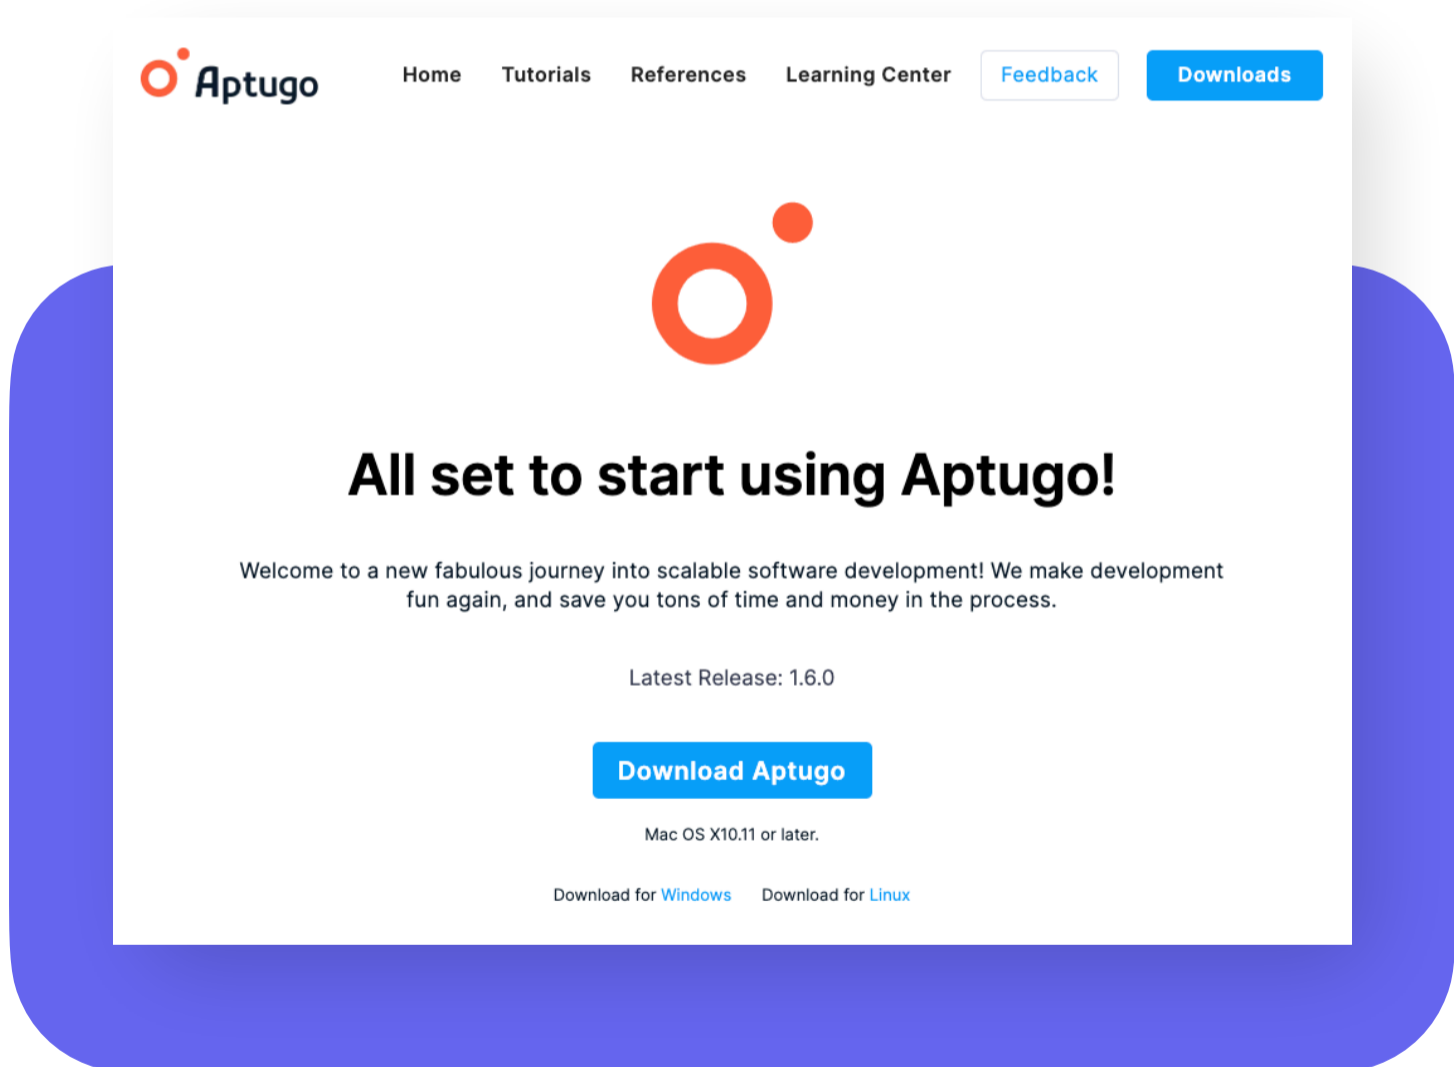 Aptugo
Home Tutorials References Learning Center Feedback Downloads
All set to start using Aptugo!
Welcome to a new fabulous journey into scalable software development! We make development
fun again, and save you tons of time and money in the process.
Latest Release: 1.6.0
Download Aptugo
Mac OS X10.11 or later.
Download for Windows Download for Linux